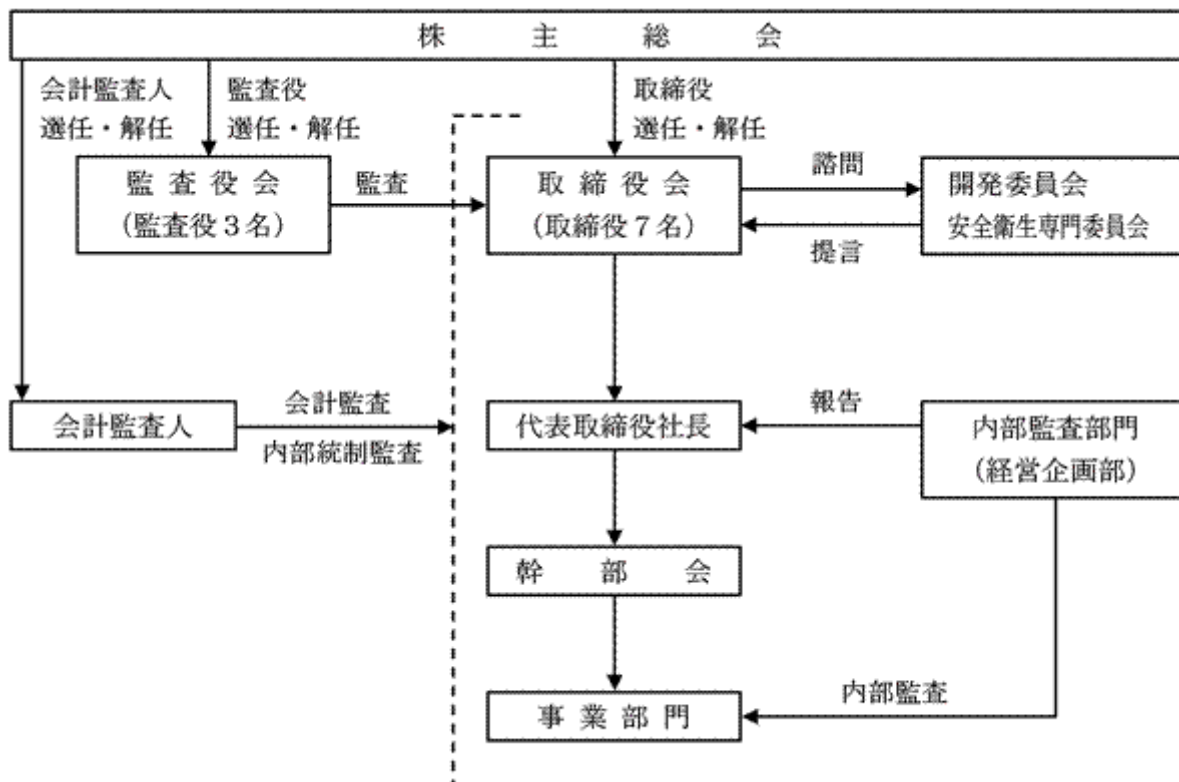 株主総会
会計監査人
選任・解任
監査役
選任・解任
取締役
選任・解任
監査役会
(監査役3名)
監査
取締役会
(取締役7名)
諮問
提言
開発委員会
安全衛生専門委員会
会計監査人
会計監査
内部統制監査
代表取締役社長
報告
内部監査部門
(経営企画部)
幹部会
事業部門
内部監査